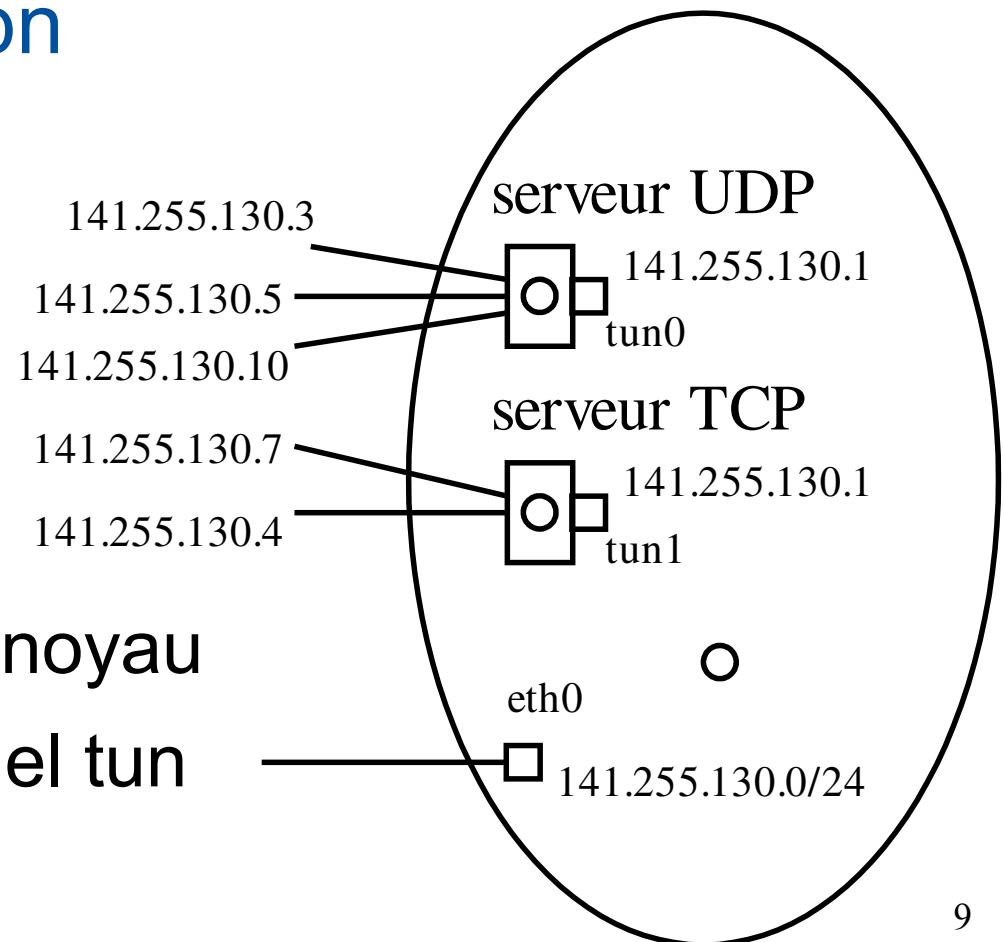 on
serveur UDP
141.255.130.3
141.255.130.1
141.255.130.5
tun0
141.255.130.10
serveur TCP
141.255.130.7
141.255.130.1
141.255.130.4
tun1
noyau
eth0
el tun
141.255.130.0/24
9